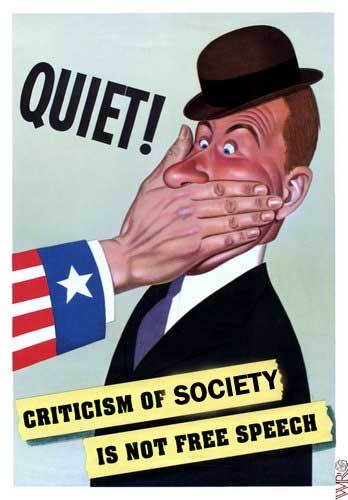 QUIET!
CRITICISM OF SOCIETY
IS NOT FREE SPEECH